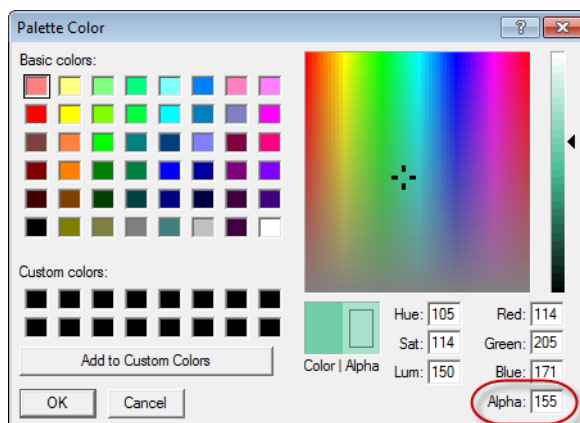 Palette Color
Basic colors:
Custom colors:
Add to Custom Colors
OK
Cancel
Color | Alpha
Hue: 105
Sat: 114
Lum: 150
Red: 114
Green: 205
Blue: 171
Alpha: 155